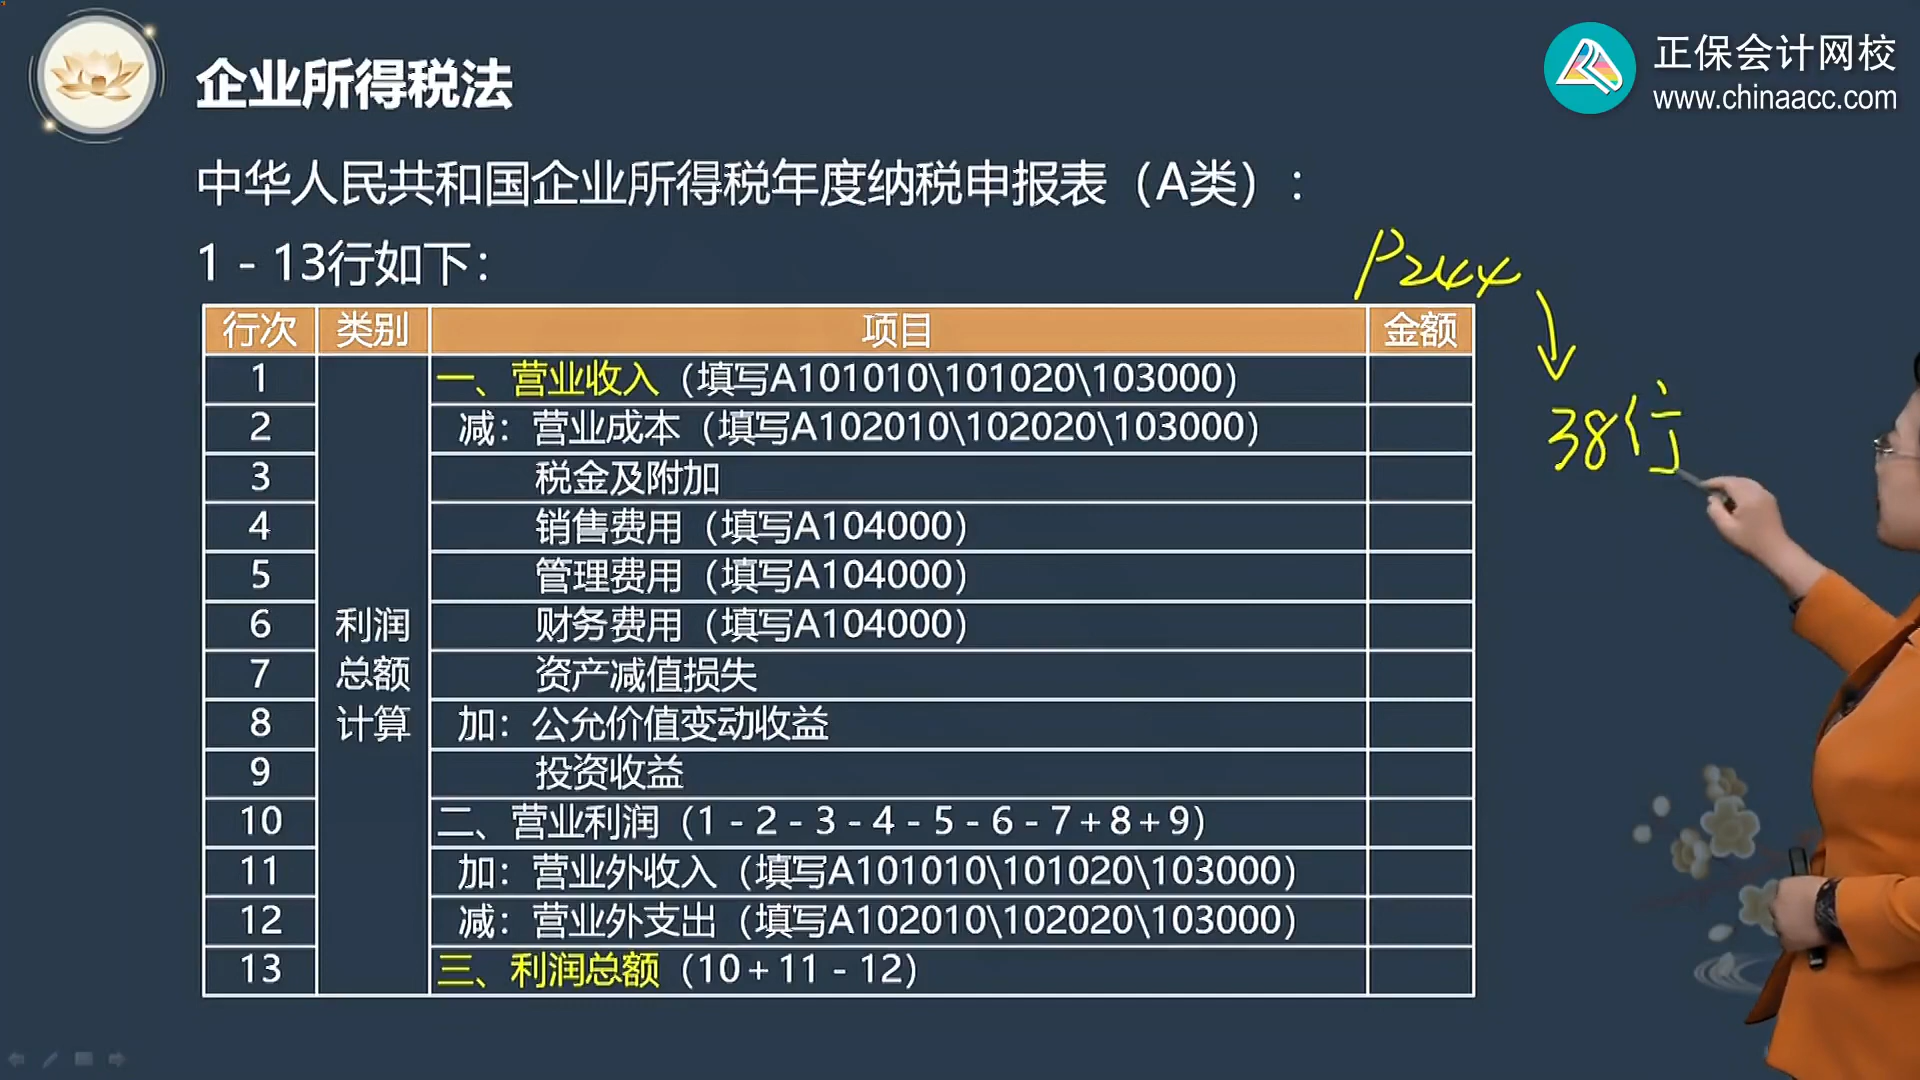 企业所得税法
正保会计网校
www.chinaacc.com
中华人民共和国企业所得税年度纳税申报表（A类）:
1 - 13行如下:
P244
38行
行次 类别 项目 金额
1 一、营业收入（填写A101010\101020\103000）
2 减：营业成本（填写A102010\102020\103000）
3 税金及附加
4 销售费用（填写A104000）
5 管理费用（填写A104000）
6 财务费用（填写A104000）
7 资产减值损失
8 加：公允价值变动收益
9 投资收益
10 二、营业利润（1 - 2 - 3 - 4 - 5 - 6 - 7 + 8 + 9）
11 加：营业外收入（填写A101010\101020\103000）
12 减：营业外支出（填写A102010\102020\103000）
13 三、利润总额（10 + 11 - 12）
利润
总额
计算